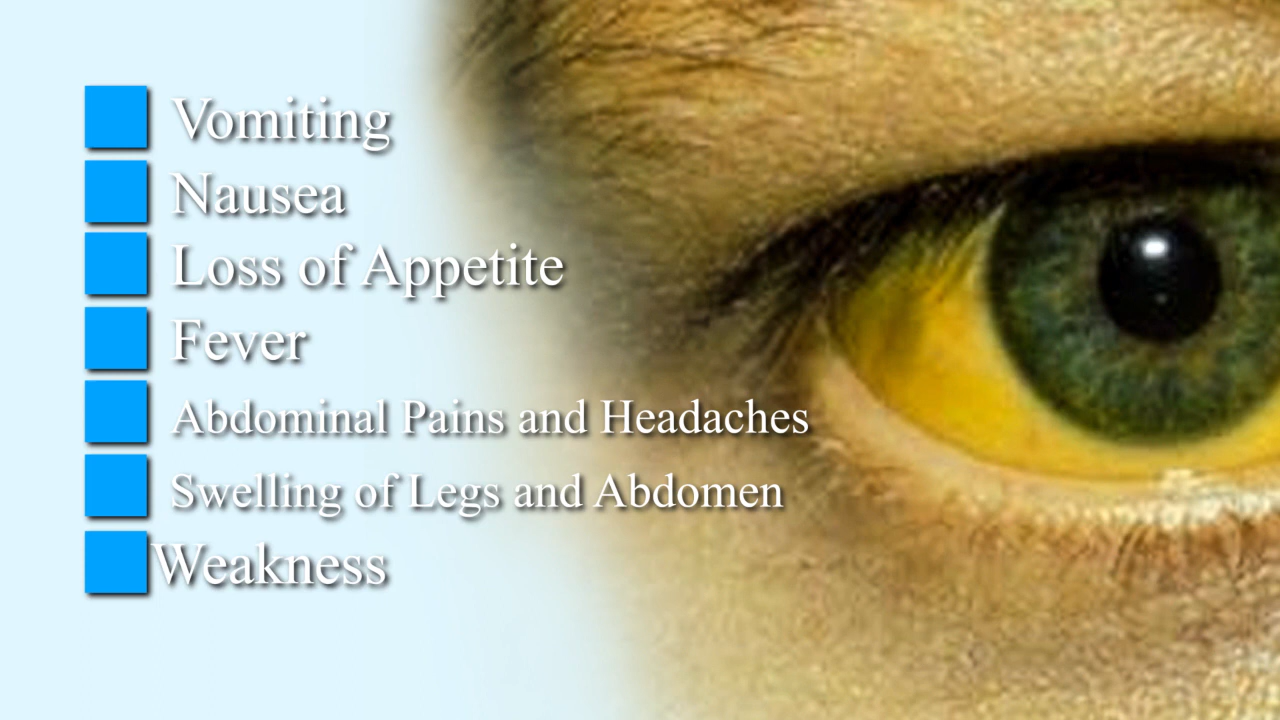 Vomiting
Nausea
Loss of Appetite
Fever
Abdominal Pains and Headaches
Swelling of Legs and Abdomen
Weakness